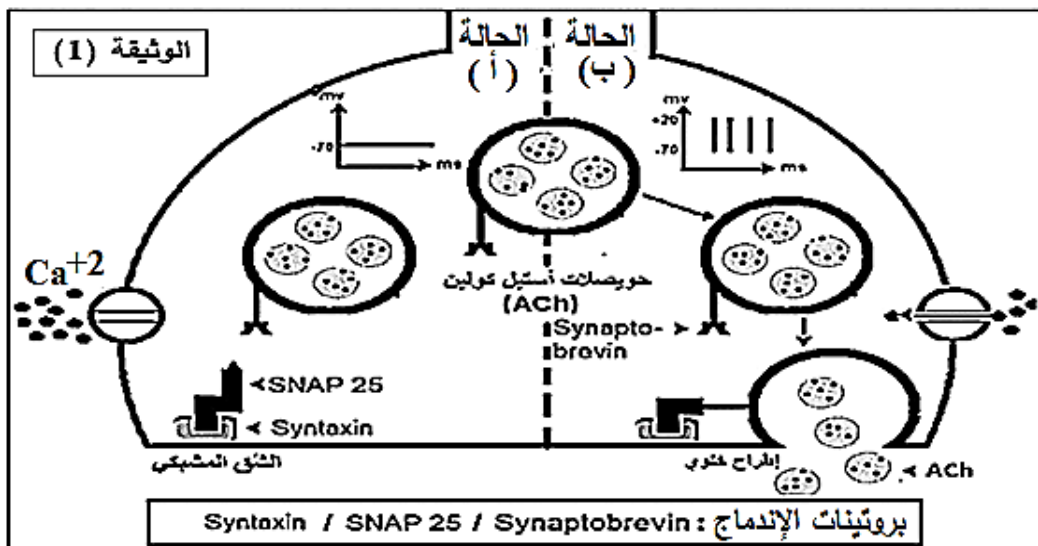 الوثيقة (1)
الحالة
(أ)
الحالة
(ب)
mv
-70
ms
mv
+20
-70
ms
Ca+2
حويصلات أستيل كولين
(ACh)
Synapto-
brevin
SNAP 25
Syntaxin
الشق المشبكي
إطراح خلوي
ACh
بروتينات الإندماج : Syntaxin / SNAP 25 / Synaptobrevin